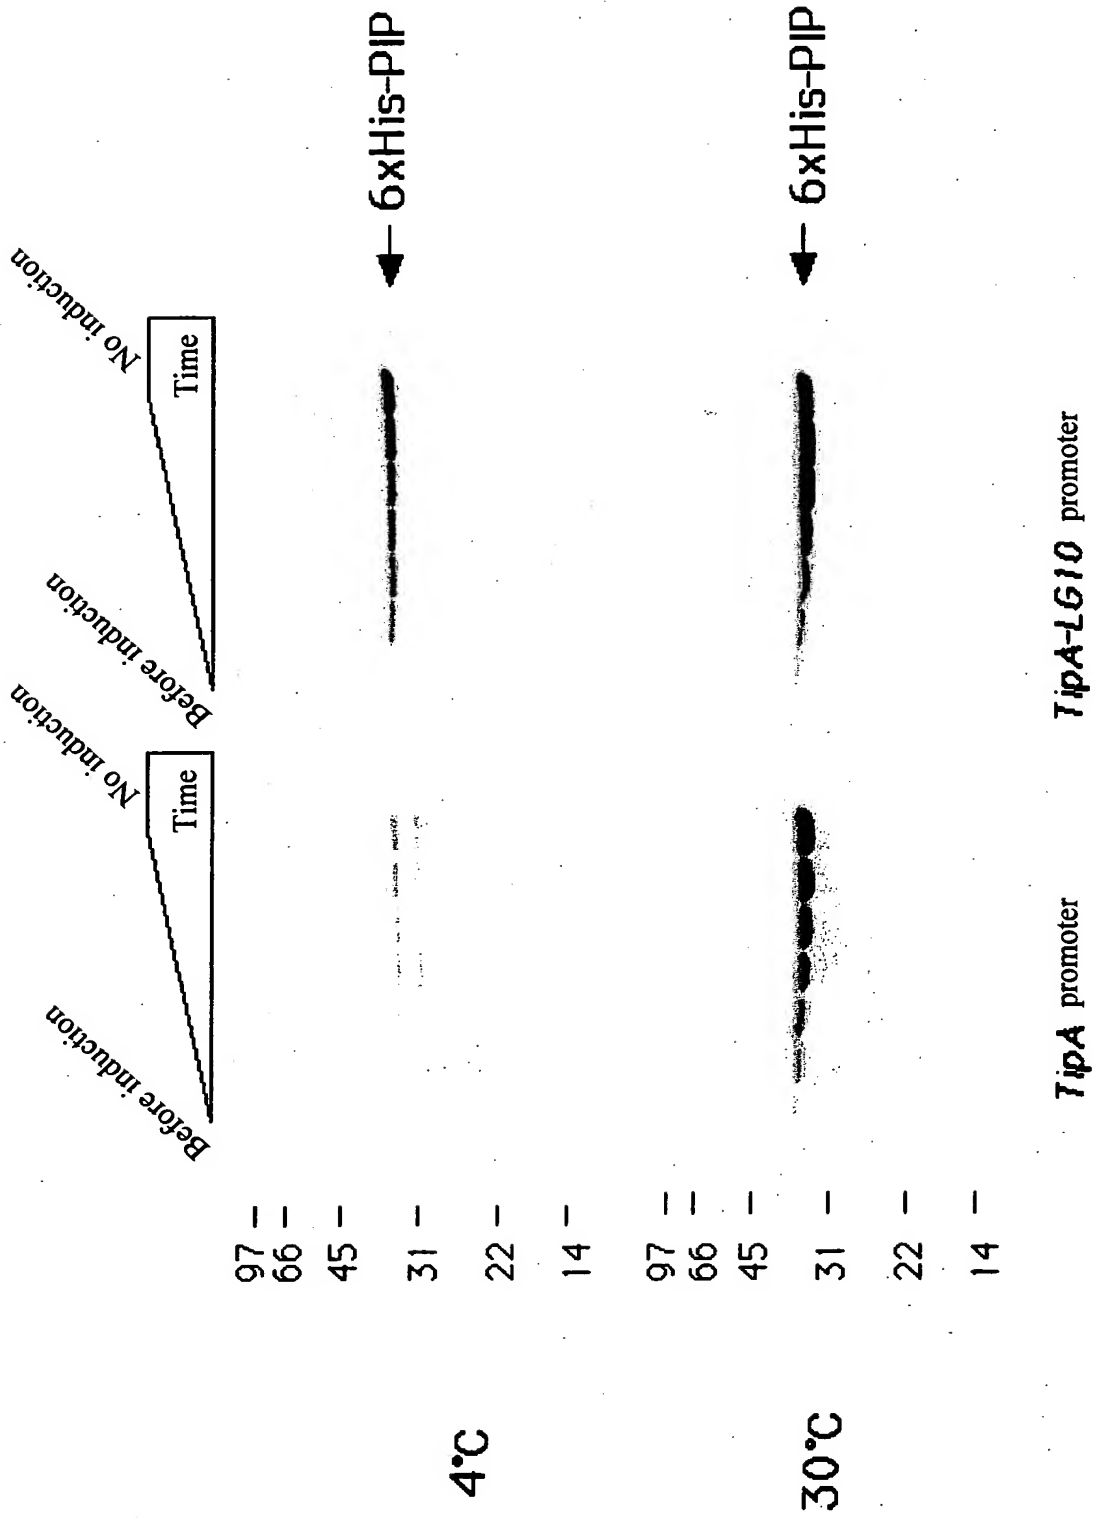 Before induction
No induction
Before induction
No induction
Time
Time
4°C
97
66
45
31
22
14
6xHis-PIP
30°C
97
66
45
31
22
14
6xHis-PIP
TipA promoter
TipA-LG10 promoter